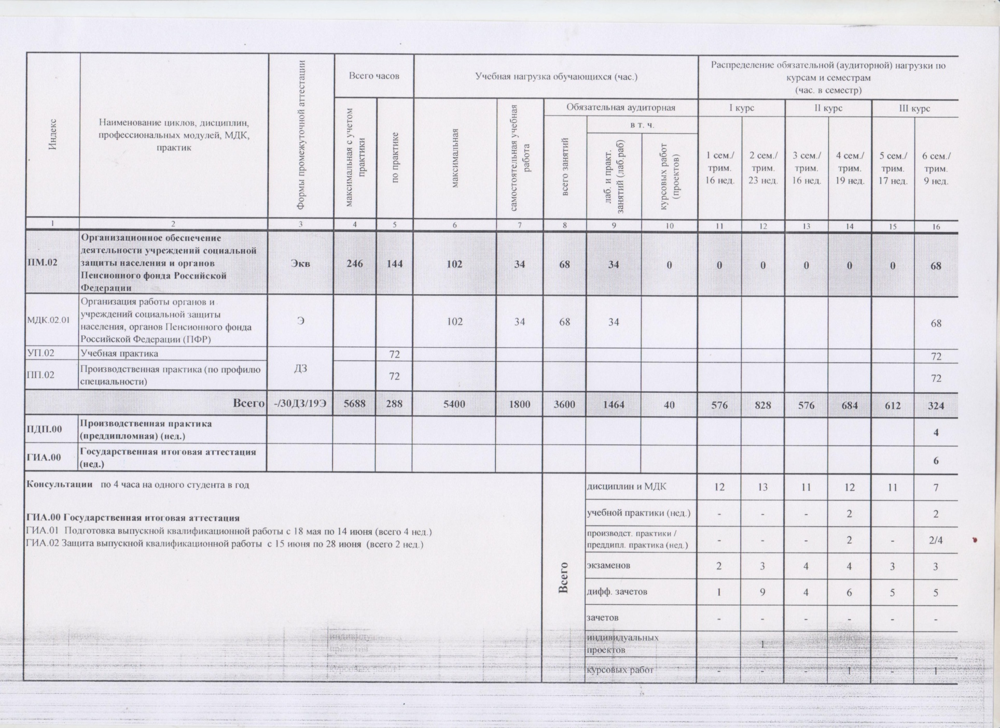 Индекс
Наименование циклов, дисциплин,
профессиональных модулей, МДК,
практик
Формы промежуточной аттестации
Всего часов
максимальная с учетом
практики
по практике
Учебная нагрузка обучающихся (час.)
максимальная
самостоятельная учебная
работа
Обязательная аудиторная
всего занятий
в т. ч.
лаб. и практ.
занятий (лаб.раб)
курсовых работ
(проектов)
Распределение обязательной (аудиторной) нагрузки по
курсам и семестрам
(час. в семестр)
I курс II курс III курс
1 сем./ 2 сем./ 3 сем./ 4 сем./ 5 сем./ 6 сем./
трим. трим. трим. трим. трим. трим.
16 нед. 23 нед. 16 нед. 19 нед. 17 нед. 9 нед.
1 2 3 4 5 6 7 8 9 10 11 12 13 14 15 16
Организационное обеспечение
деятельности учреждений социальной
ПМ.02 защиты населения и органов Экв 246 144 102 34 68 34 0 0 0 0 0 0 68
Пенсионного фонда Российской
Федерации
Организация работы органов и
учреждений социальной защиты
МДК.02.01 населения, органов Пенсионного фонда Э 102 34 68 34 68
Российской Федерации (ПФР)
УП.02 Учебная практика 72 72
ДЗ
ПП.02 Производственная практика (по профилю 72 72
специальности)
Всего -/30ДЗ/19Э 5688 288 5400 1800 3600 1464 40 576 828 576 684 612 324
ПДП.00 Производственная практика 4
(преддипломная) (нед.)
ГИА.00 Государственная итоговая аттестация 6
(нед.)
Консультации по 4 часа на одного студента в год
ГИА.00 Государственная итоговая аттестация
ГИА.01 Подготовка выпускной квалификационной работы с 18 мая по 14 июня (всего 4 нед.)
ГИА.02 Защита выпускной квалификационной работы с 15 июня по 28 июня (всего 2 нед.)
Всего
дисциплин и МДК 12 13 11 12 11 7
учебной практики (нед.) - - - 2 2
производст. практики /
преддипл. практика (нед.) - - - 2 - 2/4
экзаменов 2 3 4 4 3 3
дифф. зачетов 1 9 4 6 5 5
зачетов - - - - - -
индивидуальных
проектов 1
курсовых работ - - - 1 - 1